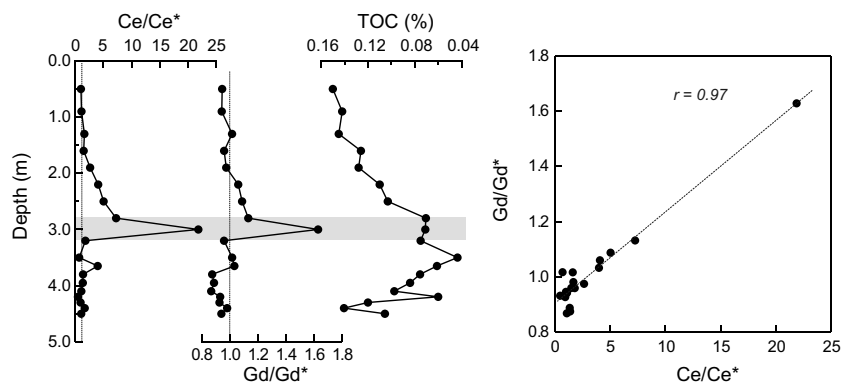 Ce/Ce*
TOC (%)
0 5 10 15 20 25
0.16 0.12 0.08 0.04
0.0
1.0
2.0
3.0
4.0
5.0
Depth (m)
0.8 1.0 1.2 1.4 1.6 1.8
Gd/Gd*
1.8
1.6
1.4
1.2
1.0
0.8
Gd/Gd*
r = 0.97
0 5 10 15 20 25
Ce/Ce*